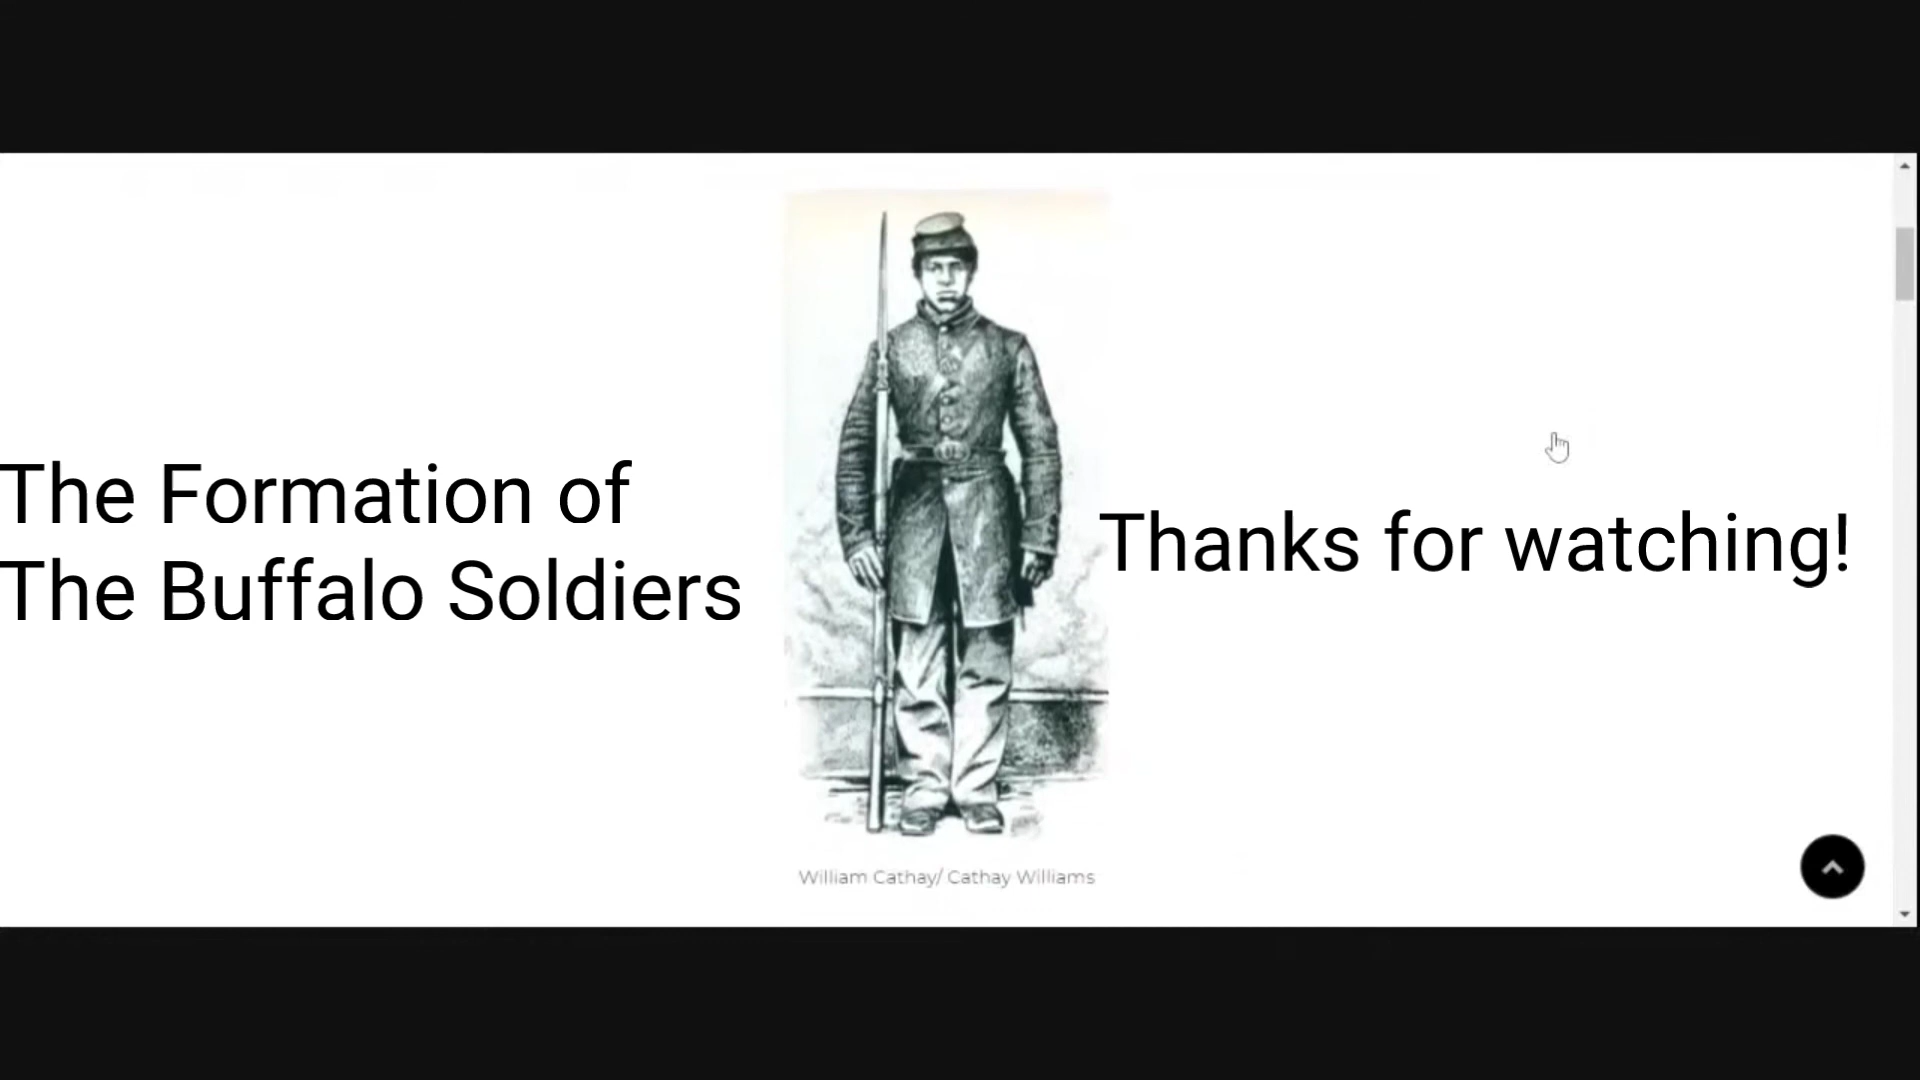 The Formation of
The Buffalo Soldiers
Thanks for watching!
William Cathay/ Cathay Williams